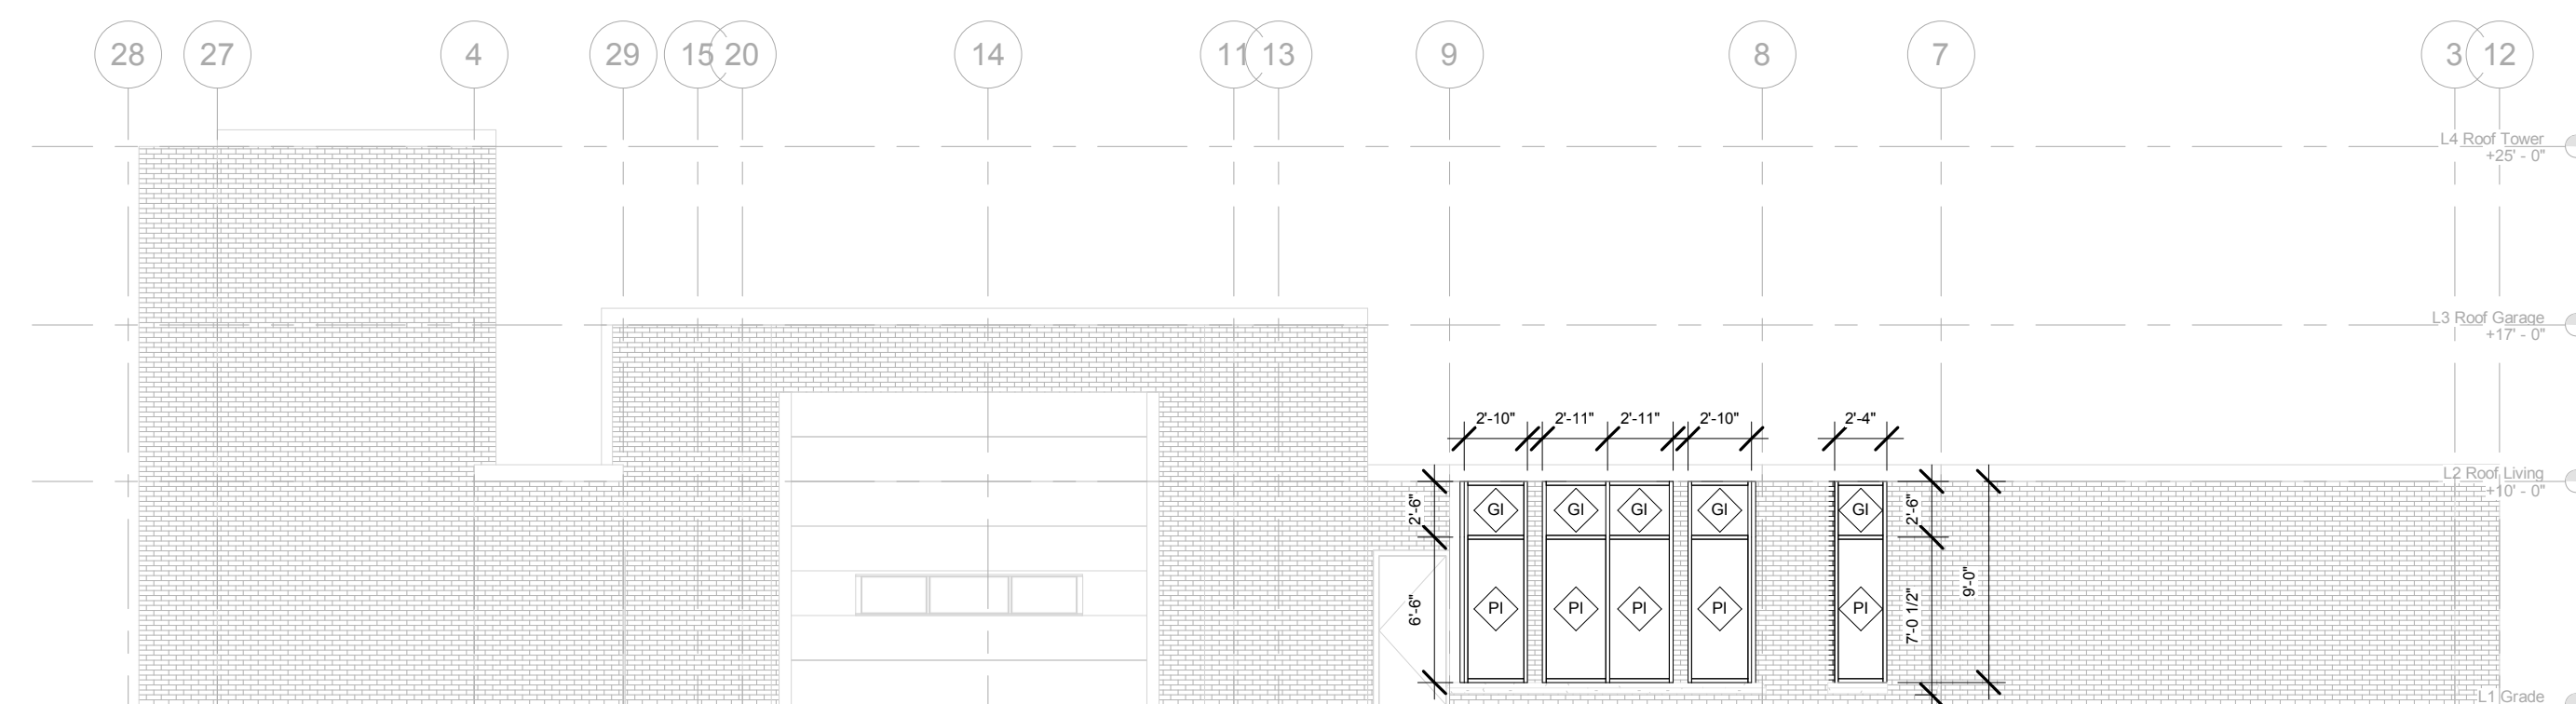 28 27 4 29 15 20 14 11 13 9 8 7 3 12
L4 Roof Tower
+25' - 0"
L3 Roof Garage
+17' - 0"
2'-10" 2'-11" 2'-11" 2'-10" 2'-4"
L2 Roof Living
+10' - 0"
2'-6" GI GI GI GI GI 2'-6"
6'-6" PI PI PI PI PI 7'-0 1/2" 9'-0"
L1 Grade